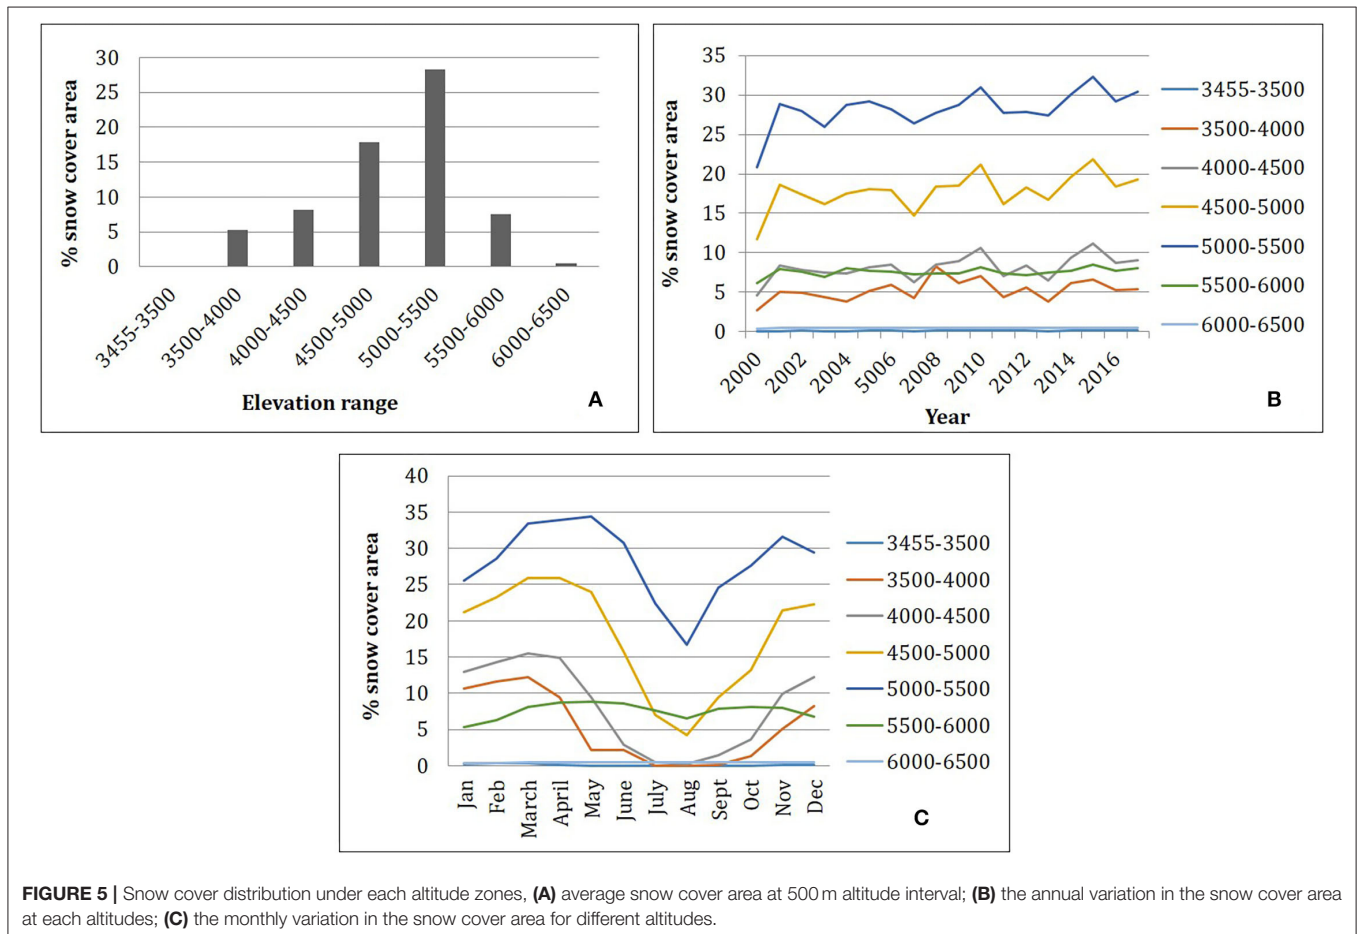 30
25
20
15
10
5
0
% snow cover area
3455-3500
3500-4000
4000-4500
4500-5000
5000-5500
5500-6000
6000-6500
Elevation range
A
35
30
25
20
15
10
5
0
% snow cover area
2000
2002
2004
5006
2008
2010
2012
2014
2016
Year
3455-3500
3500-4000
4000-4500
4500-5000
5000-5500
5500-6000
6000-6500
B
40
35
30
25
20
15
10
5
0
% snow cover area
Jan
Feb
March
April
May
June
July
Aug
Sept
Oct
Nov
Dec
3455-3500
3500-4000
4000-4500
4500-5000
5000-5500
5500-6000
6000-6500
C
FIGURE 5 | Snow cover distribution under each altitude zones, (A) average snow cover area at 500 m altitude interval; (B) the annual variation in the snow cover area
at each altitudes; (C) the monthly variation in the snow cover area for different altitudes.